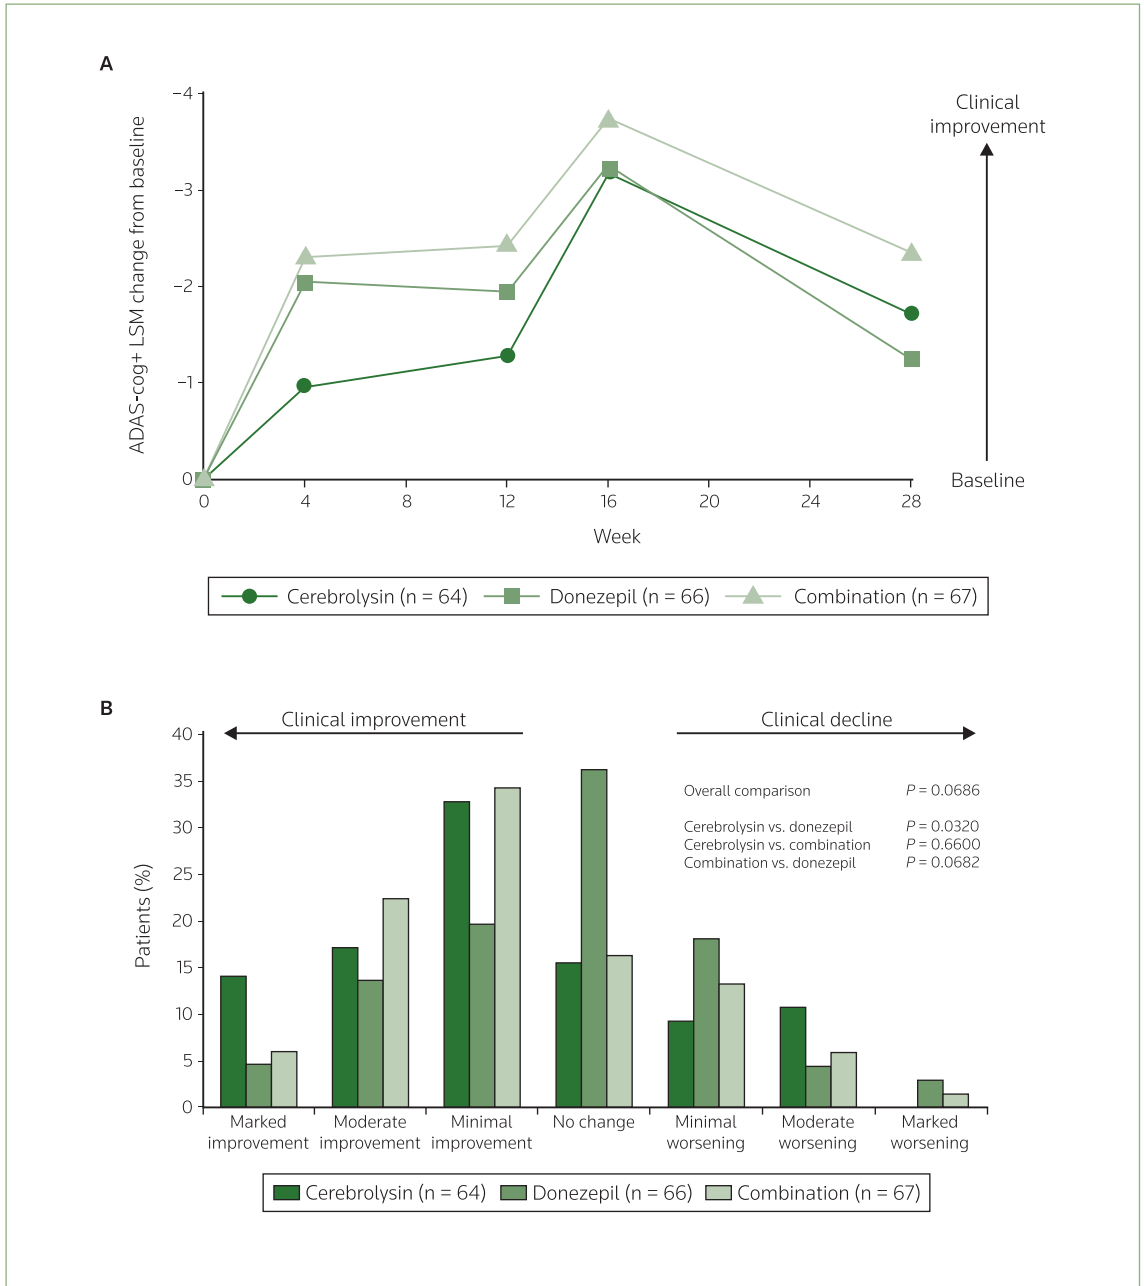 A
Clinical
improvement
ADAS-cog+ LSM change from baseline
−4
−3
−2
−1
0
0 4 8 12 16 20 24 28
Baseline
Week
Cerebrolysin (n = 64) Donezepil (n = 66) Combination (n = 67)
B
Clinical improvement Clinical decline
Patients (%)
40
35
30
25
20
15
10
5
0
Overall comparison P = 0.0686
Cerebrolysin vs. donezepil P = 0.0320
Cerebrolysin vs. combination P = 0.6600
Combination vs. donezepil P = 0.0682
Marked improvement
Moderate improvement
Minimal improvement
No change
Minimal worsening
Moderate worsening
Marked worsening
Cerebrolysin (n = 64) Donezepil (n = 66) Combination (n = 67)